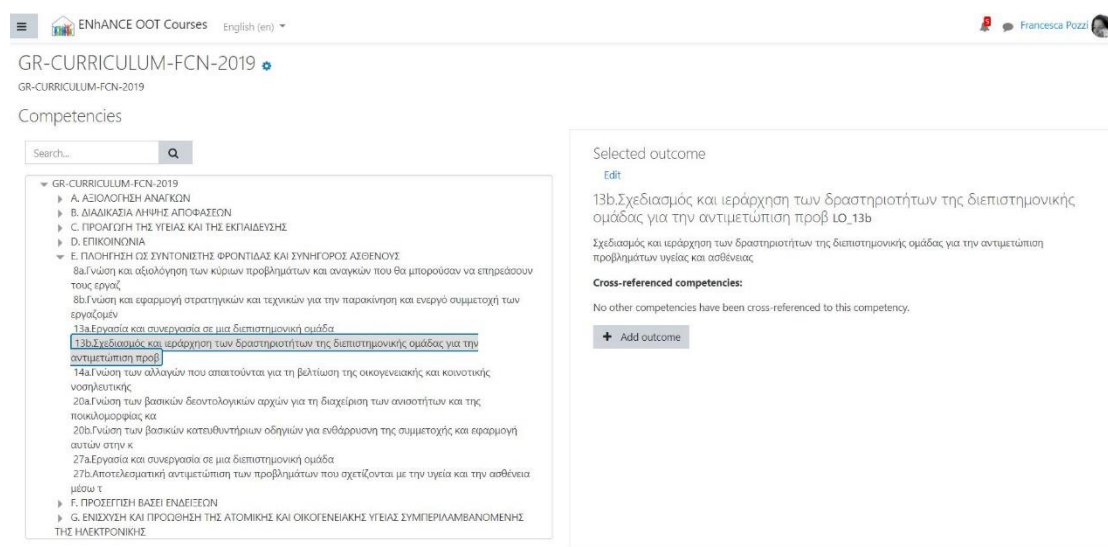 ENhANCE OOT Courses English (en)
5
Francesca Pozzi
GR-CURRICULUM-FCN-2019
GR-CURRICULUM-FCN-2019
Competencies
Search...
GR-CURRICULUM-FCN-2019
A. ΑΞΙΟΛΟΓΗΣΗ ΑΝΑΓΚΩΝ
B. ΔΙΑΔΙΚΑΣΙΑ ΛΗΨΗΣ ΑΠΟΦΑΣΕΩΝ
C. ΠΡΟΑΓΩΓΗ ΤΗΣ ΥΓΕΙΑΣ ΚΑΙ ΤΗΣ ΕΚΠΑΙΔΕΥΣΗΣ
D. ΕΠΙΚΟΙΝΩΝΙΑ
E. ΠΛΟΗΓΗΣΗ ΩΣ ΣΥΝΤΟΝΙΣΤΗΣ ΦΡΟΝΤΙΔΑΣ ΚΑΙ ΣΥΝΗΓΟΡΟΣ ΑΣΘΕΝΟΥΣ
8a.Γνώση και αξιολόγηση των κύριων προβλημάτων και αναγκών που θα μπορούσαν να επηρεάσουν
τους εργαζ
8b.Γνώση και εφαρμογή στρατηγικών και τεχνικών για την παρακίνηση και ενεργό συμμετοχή των
εργαζομέν
13a.Εργασία και συνεργασία σε μια διεπιστημονική ομάδα
13b.Σχεδιασμός και ιεράρχηση των δραστηριοτήτων της διεπιστημονικής ομάδας για την
αντιμετώπιση προβ
14a.Γνώση των αλλαγών που απαιτούνται για τη βελτίωση της οικογενειακής και κοινοτικής
νοσηλευτικής
20a.Γνώση των βασικών δεοντολογικών αρχών για τη διαχείριση των ανισοτήτων και της
ποικιλομορφίας κα
20b.Γνώση των βασικών κατευθυντήριων οδηγιών για ενθάρρυσνη της συμμετοχής και εφαρμογή
αυτών στην κ
27a.Εργασία και συνεργασία σε μια διεπιστημονική ομάδα
27b.Αποτελεσματική αντιμετώπιση των προβλημάτων που σχετίζονται με την υγεία και την ασθένεια
μέσω τ
F. ΠΡΟΣΕΓΓΙΣΗ ΒΑΣΕΙ ΕΝΔΕΙΞΕΩΝ
G. ΕΝΙΣΧΥΣΗ ΚΑΙ ΠΡΟΩΘΗΣΗ ΤΗΣ ΑΤΟΜΙΚΗΣ ΚΑΙ ΟΙΚΟΓΕΝΕΙΑΚΗΣ ΥΓΕΙΑΣ ΣΥΜΠΕΡΙΛΑΜΒΑΝΟΜΕΝΗΣ
ΤΗΣ ΗΛΕΚΤΡΟΝΙΚΗΣ
Selected outcome
Edit
13b.Σχεδιασμός και ιεράρχηση των δραστηριοτήτων της διεπιστημονικής
ομάδας για την αντιμετώπιση προβ LO_13b
Σχεδιασμός και ιεράρχηση των δραστηριοτήτων της διεπιστημονικής ομάδας για την αντιμετώπιση
προβλημάτων υγείας και ασθένειας
Cross-referenced competencies:
No other competencies have been cross-referenced to this competency.
+ Add outcome